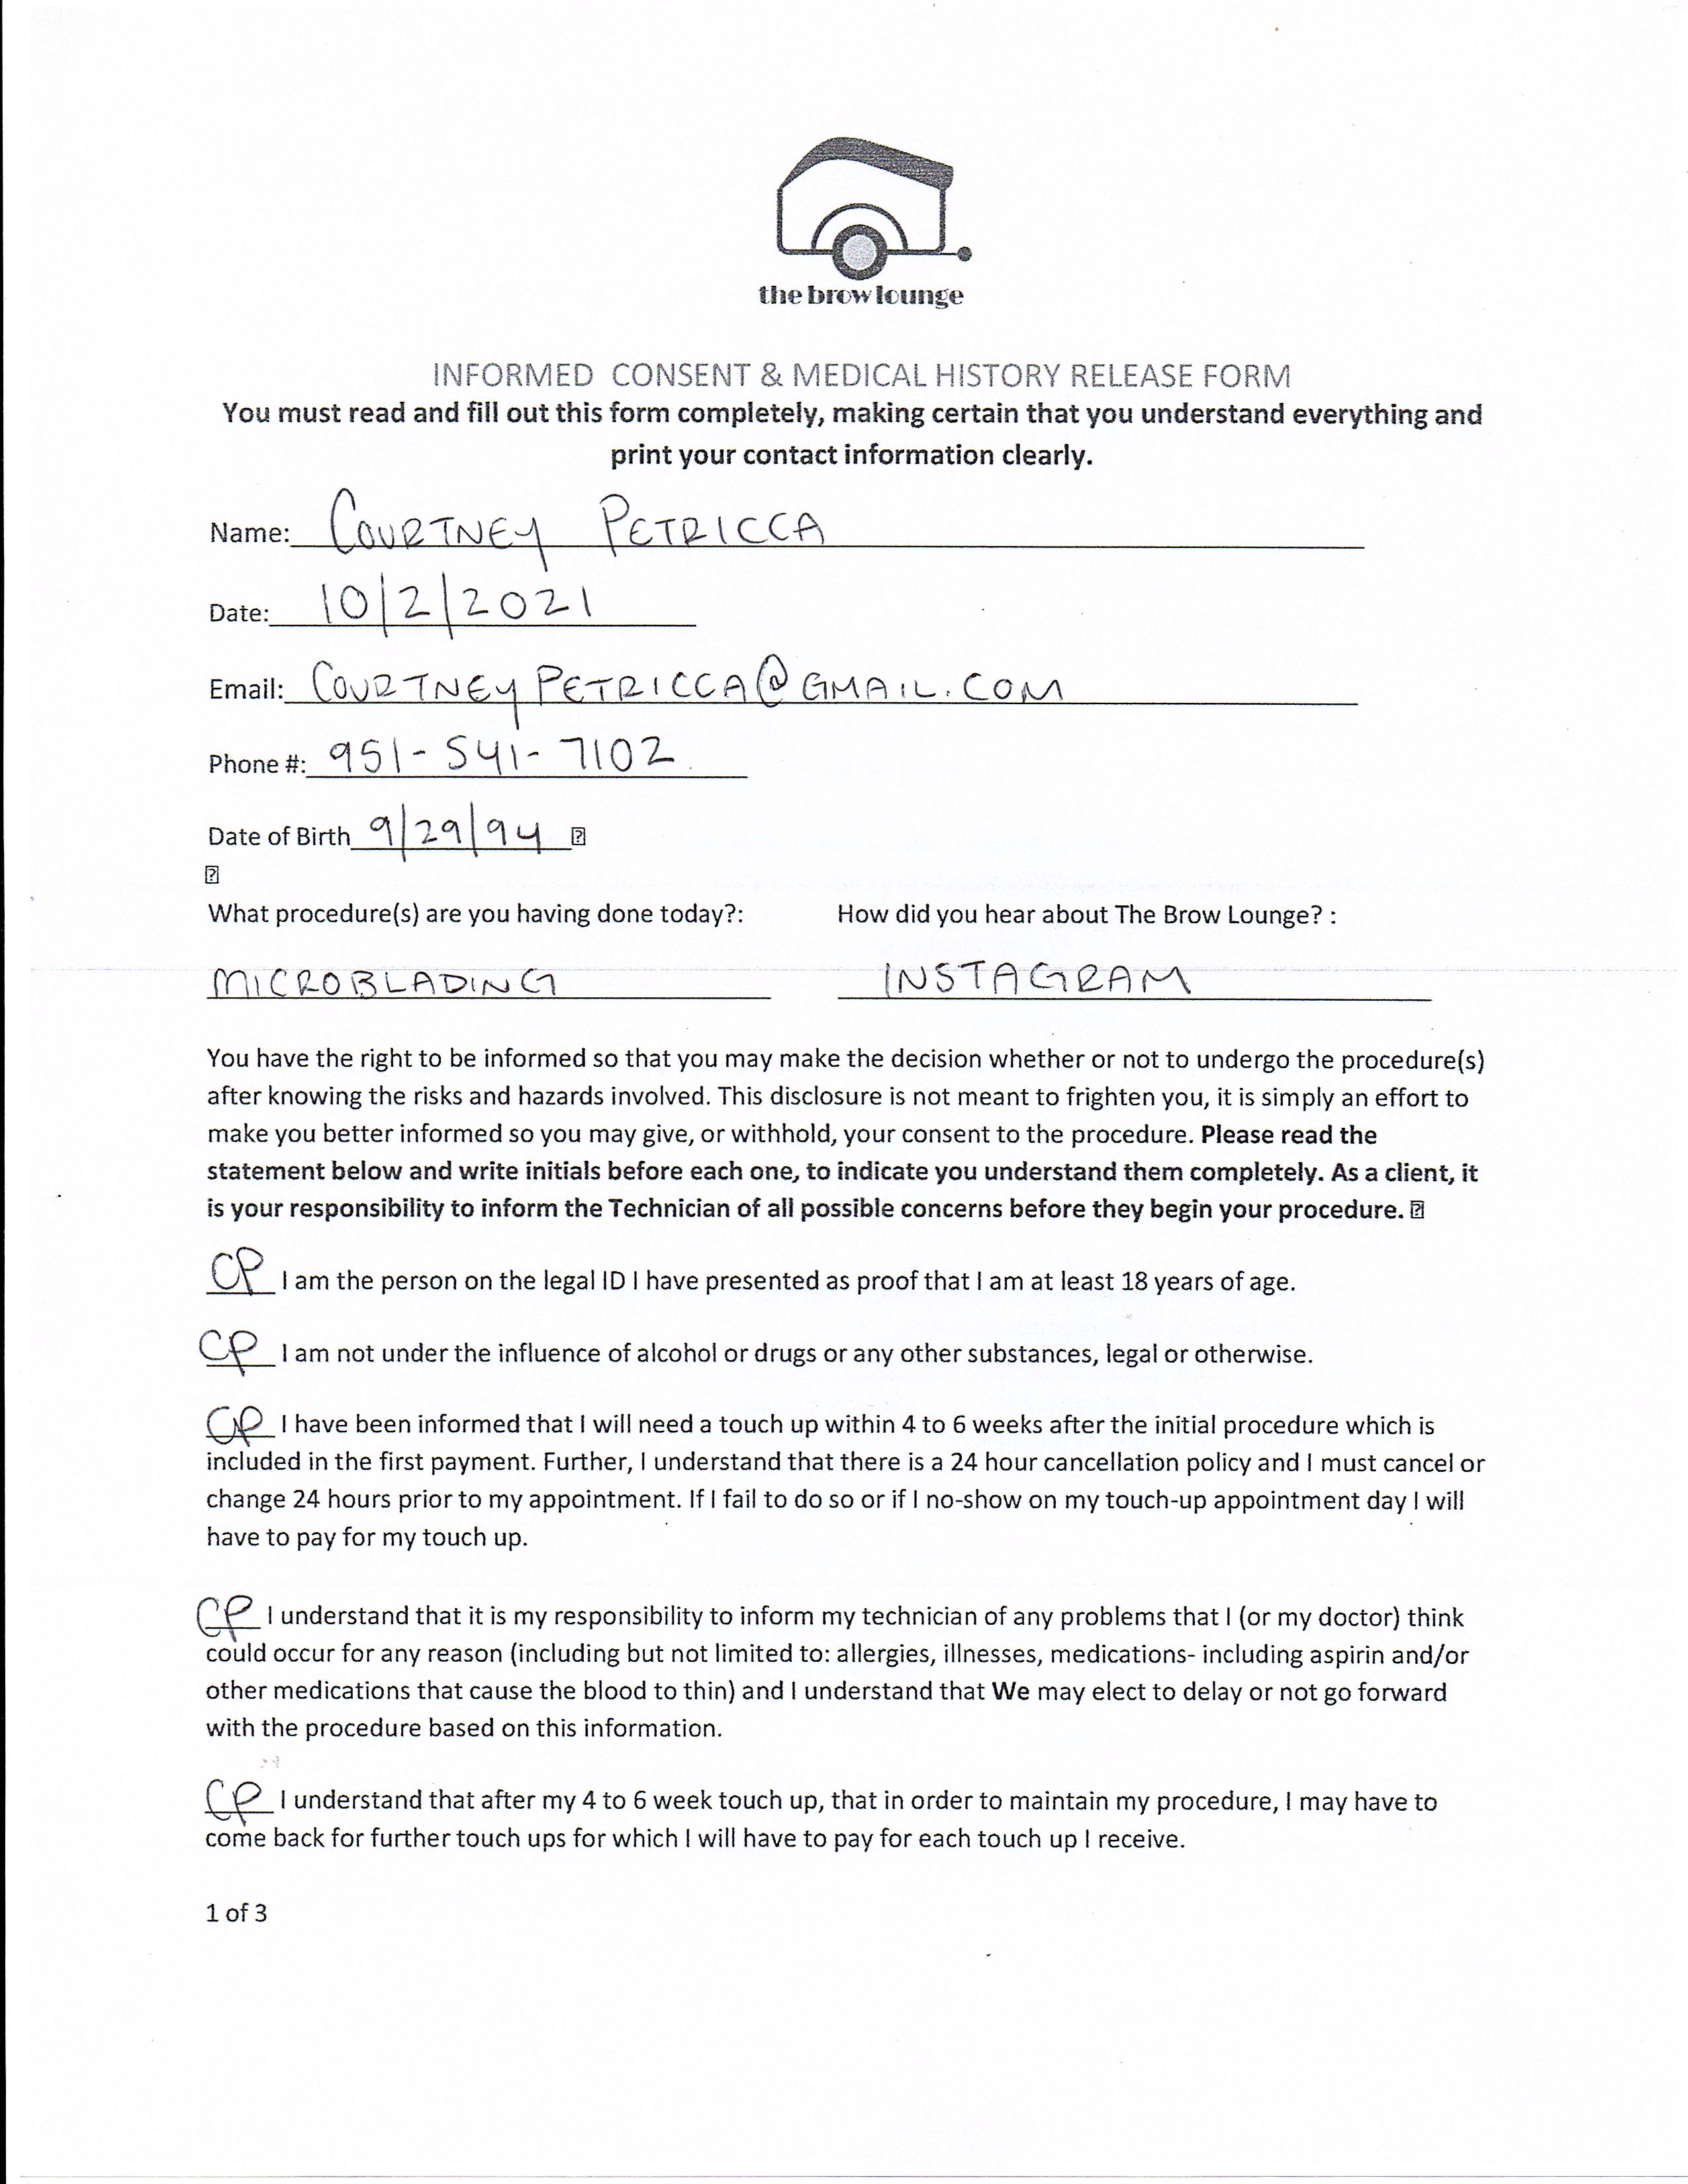 the brow lounge
INFORMED CONSENT & MEDICAL HISTORY RELEASE FORM
You must read and fill out this form completely, making certain that you understand everything and
print your contact information clearly.
Name: COURTNEY PETRICCA
Date: 10/2/2021
Email: COURTNEYPETRICCA@GMAIL.COM
Phone #: 951-541-7102
Date of Birth 9/29/94 ?
?
What procedure(s) are you having done today?: How did you hear about The Brow Lounge? :
MICROBLADING INSTAGRAM
You have the right to be informed so that you may make the decision whether or not to undergo the procedure(s)
after knowing the risks and hazards involved. This disclosure is not meant to frighten you, it is simply an effort to
make you better informed so you may give, or withhold, your consent to the procedure. Please read the
statement below and write initials before each one, to indicate you understand them completely. As a client, it
is your responsibility to inform the Technician of all possible concerns before they begin your procedure. ?
CP I am the person on the legal ID I have presented as proof that I am at least 18 years of age.
CP I am not under the influence of alcohol or drugs or any other substances, legal or otherwise.
CP I have been informed that I will need a touch up within 4 to 6 weeks after the initial procedure which is
included in the first payment. Further, I understand that there is a 24 hour cancellation policy and I must cancel or
change 24 hours prior to my appointment. If I fail to do so or if I no-show on my touch-up appointment day I will
have to pay for my touch up.
CP I understand that it is my responsibility to inform my technician of any problems that I (or my doctor) think
could occur for any reason (including but not limited to: allergies, illnesses, medications- including aspirin and/or
other medications that cause the blood to thin) and I understand that We may elect to delay or not go forward
with the procedure based on this information.
CP I understand that after my 4 to 6 week touch up, that in order to maintain my procedure, I may have to
come back for further touch ups for which I will have to pay for each touch up I receive.
1 of 3